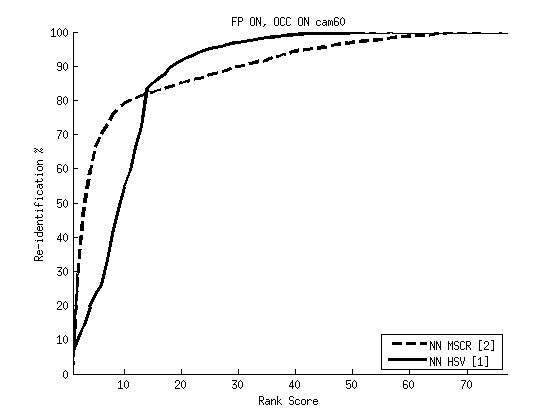 FP ON, OCC ON cam60
100
90
80
70
60
50
40
30
20
10
0
Re-identification %
10 20 30 40 50 60 70
Rank Score
NN MSCR [2]
NN HSV [1]